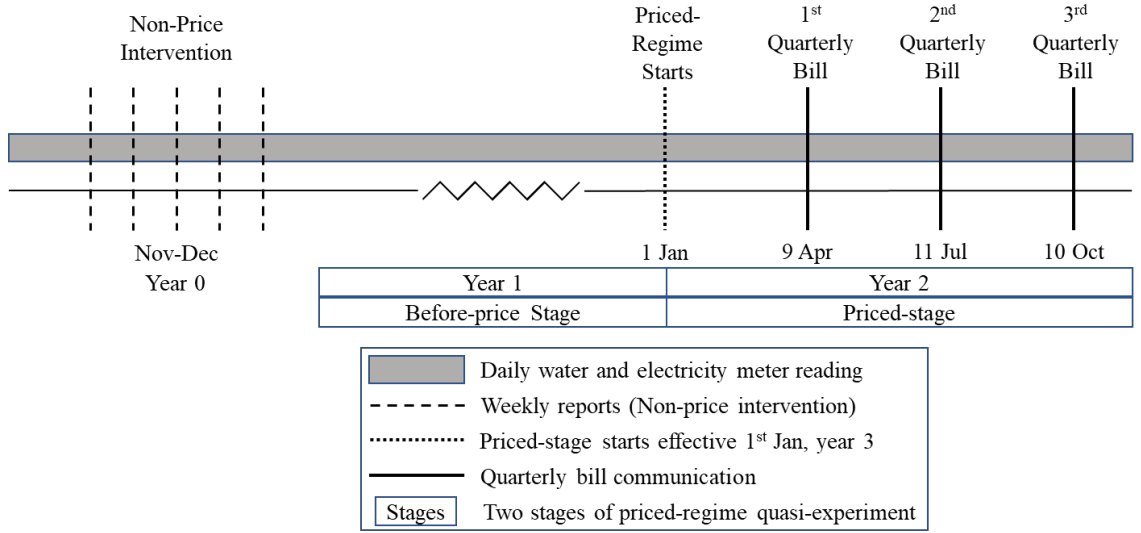 Non-Price
Intervention
Priced-
Regime
Starts
1st
Quarterly
Bill
2nd
Quarterly
Bill
3rd
Quarterly
Bill
Nov-Dec
Year 0
1 Jan
9 Apr
11 Jul
10 Oct
Year 1
Year 2
Before-price Stage
Priced-stage
Daily water and electricity meter reading
Weekly reports (Non-price intervention)
Priced-stage starts effective 1st Jan, year 3
Quarterly bill communication
Stages
Two stages of priced-regime quasi-experiment